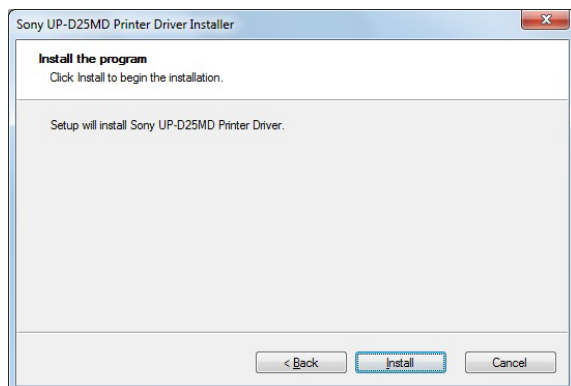 Sony UP-D25MD Printer Driver Installer
Install the program
Click Install to begin the installation.
Setup will install Sony UP-D25MD Printer Driver.
< Back Install Cancel